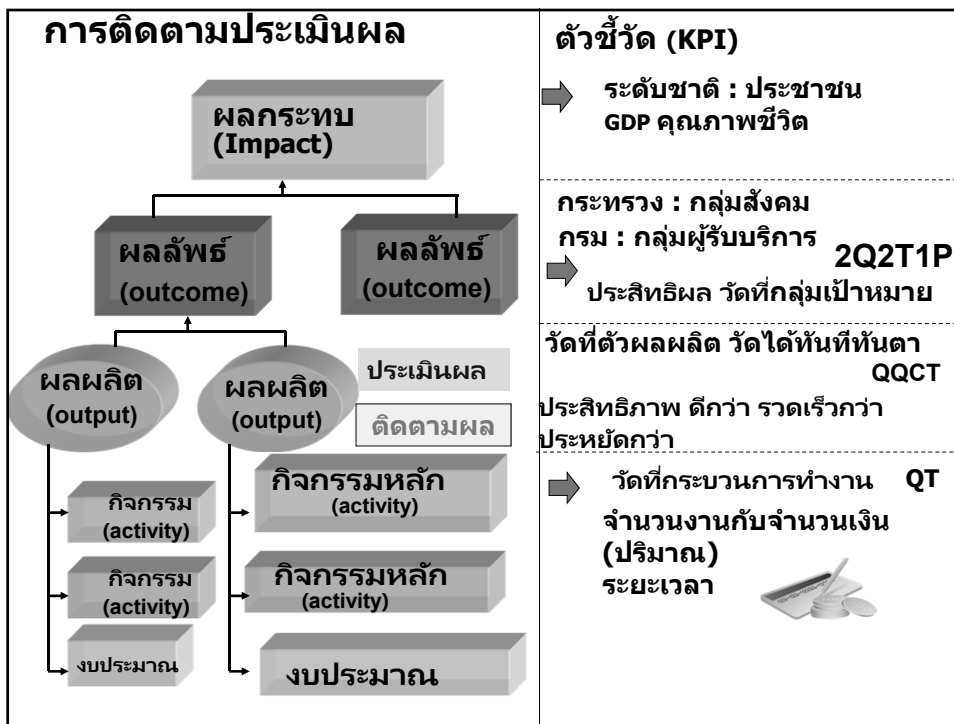 การติดตามประเมินผล
ผลกระทบ
(Impact)
ผลลัพธ์
(outcome)
ผลลัพธ์
(outcome)
ผลผลิต
(output)
ผลผลิต
(output)
ประเมินผล
ติดตามผล
กิจกรรม
(activity)
กิจกรรมหลัก
(activity)
กิจกรรม
(activity)
กิจกรรมหลัก
(activity)
งบประมาณ
งบประมาณ
ตัวชี้วัด (KPI)
ระดับชาติ : ประชาชน
GDP คุณภาพชีวิต
กระทรวง : กลุ่มสังคม
กรม : กลุ่มผู้รับบริการ
2Q2T1P
ประสิทธิผล วัดที่กลุ่มเป้าหมาย
วัดที่ตัวผลผลิต วัดได้ทันทีทันตา
QQCT
ประสิทธิภาพ ดีกว่า รวดเร็วกว่า
ประหยัดกว่า
วัดที่กระบวนการทำงาน QT
จำนวนงานกับจำนวนเงิน
(ปริมาณ)
ระยะเวลา